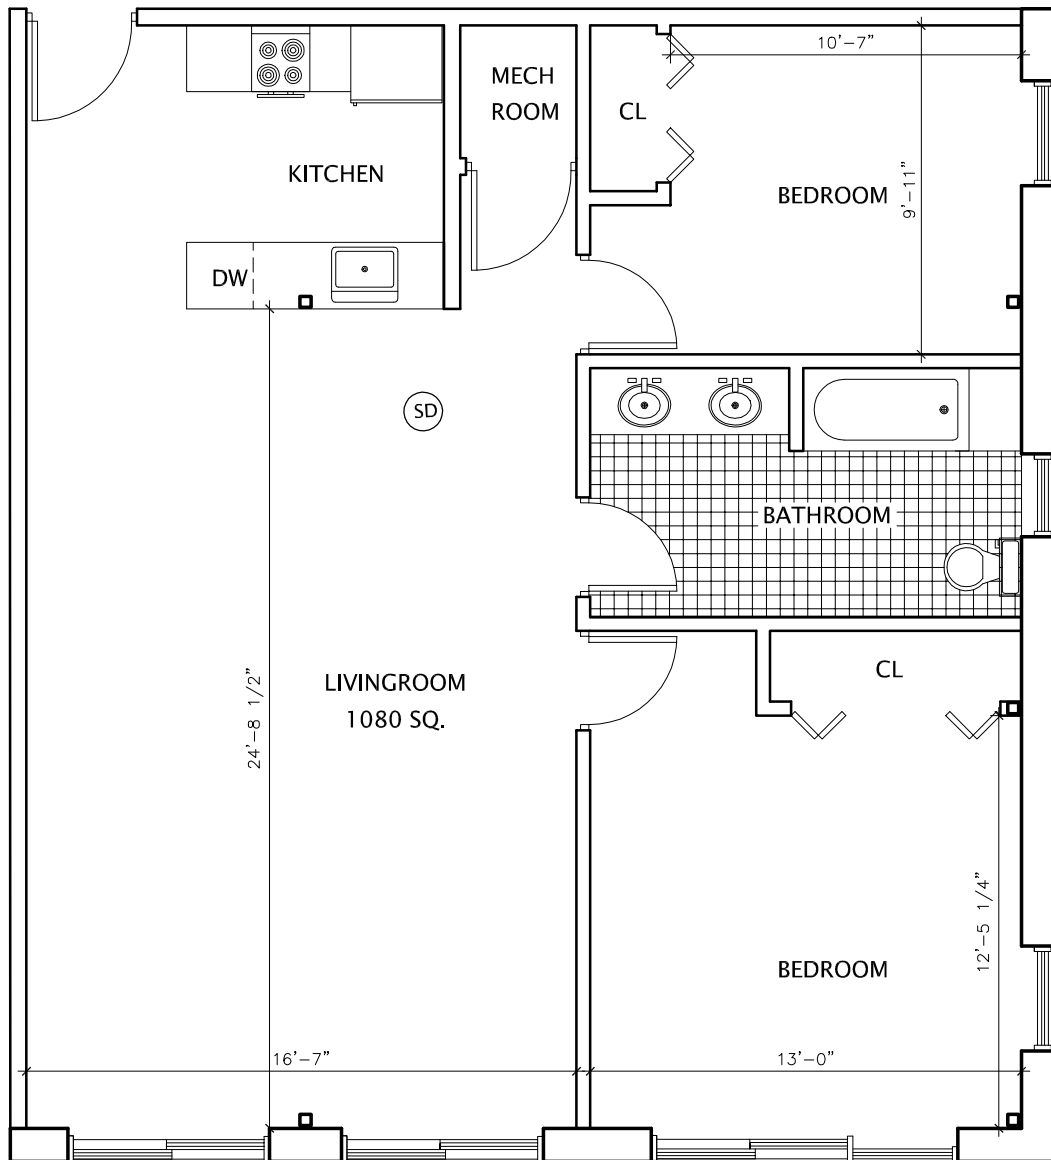 10'-7"
MECH
ROOM
CL
KITCHEN
BEDROOM
9'-11"
DW
SD
BATHROOM
CL
LIVINGROOM
1080 SQ.
24'-8 1/2"
12'-5 1/4"
BEDROOM
16'-7"
13'-0"